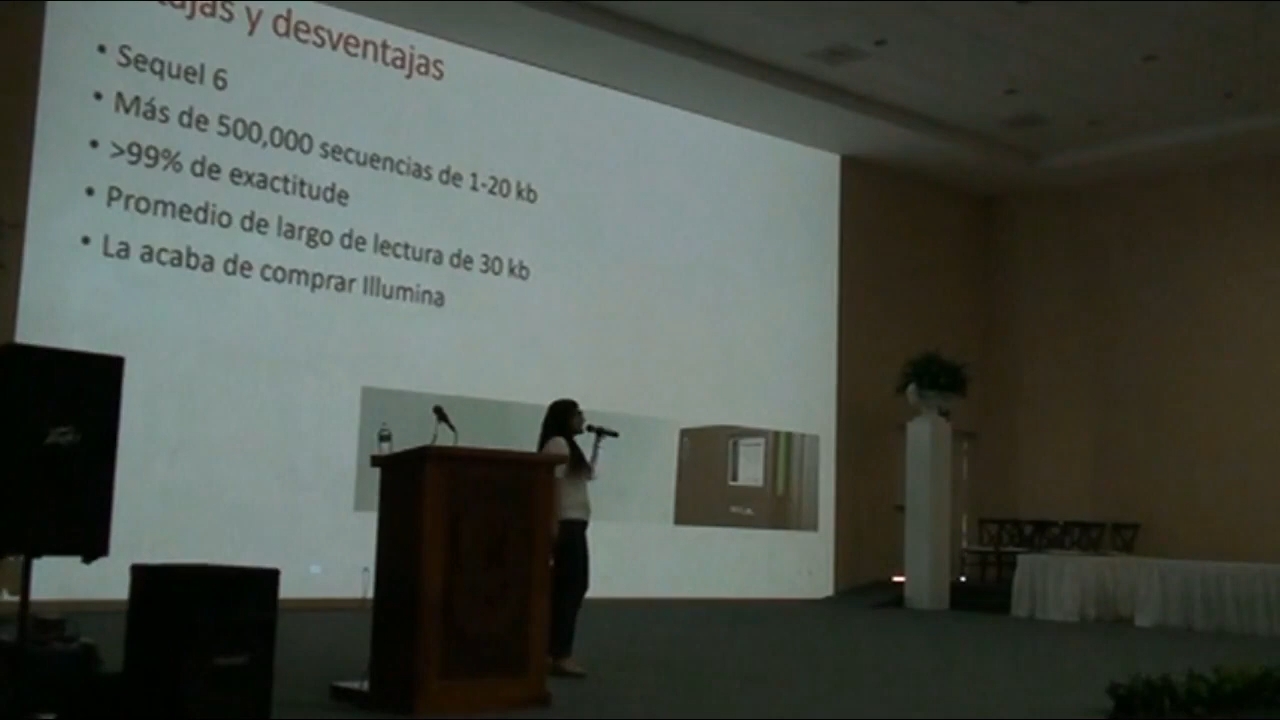 y desventajas
• Sequel 6
• Más de 500,000 secuencias de 1-20 kb
• >99% de exactitude
• Promedio de largo de lectura de 30 kb
• La acaba de comprar Illumina